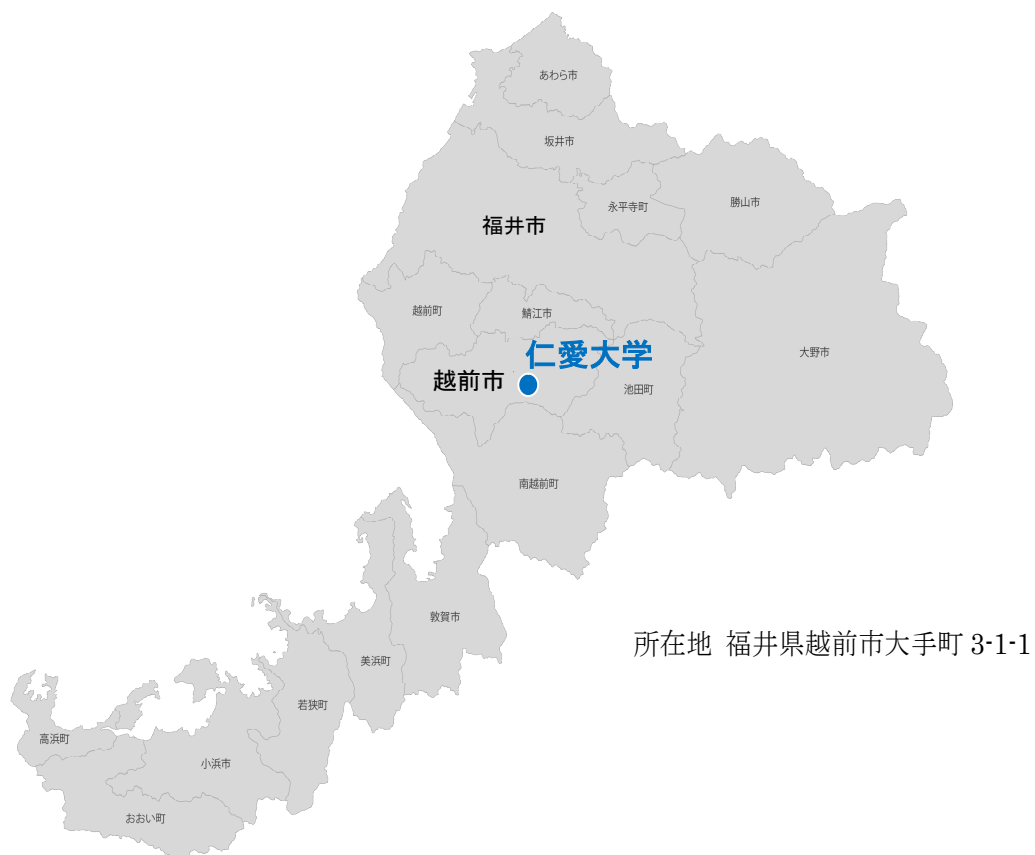 あわら市
坂井市
永平寺町
勝山市
福井市
越前町
鯖江市
仁愛大学
大野市
越前市
池田町
南越前町
敦賀市
所在地 福井県越前市大手町 3-1-1
美浜町
若狭町
高浜町
小浜市
おおい町